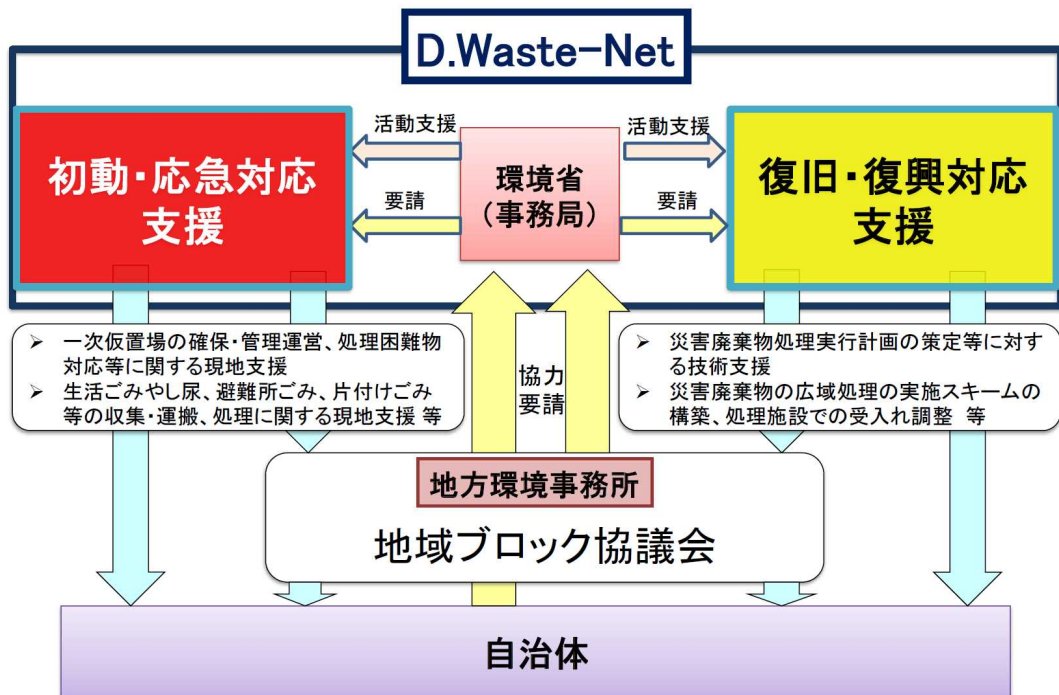 D.Waste-Net
初動・応急対応
支援
活動支援
要請
環境省
（事務局）
活動支援
要請
復旧・復興対応
支援
➢ 一次仮置場の確保・管理運営、処理困難物
対応等に関する現地支援
➢ 生活ごみやし尿、避難所ごみ、片付けごみ
等の収集・運搬、処理に関する現地支援 等
協力
要請
➢ 災害廃棄物処理実行計画の策定等に対す
る技術支援
➢ 災害廃棄物の広域処理の実施スキームの
構築、処理施設での受入れ調整 等
地方環境事務所
地域ブロック協議会
自治体